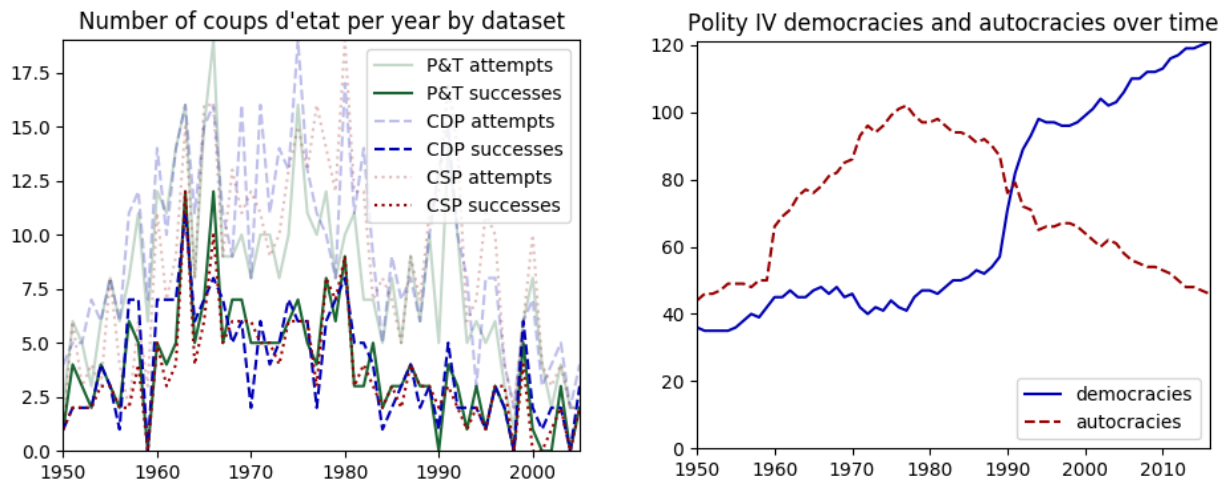 Number of coups d'etat per year by dataset
17.5
15.0
12.5
10.0
7.5
5.0
2.5
0.0
1950 1960 1970 1980 1990 2000
P&T attempts
P&T successes
CDP attempts
CDP successes
CSP attempts
CSP successes
Polity IV democracies and autocracies over time
120
100
80
60
40
20
0
1950 1960 1970 1980 1990 2000 2010
democracies
autocracies